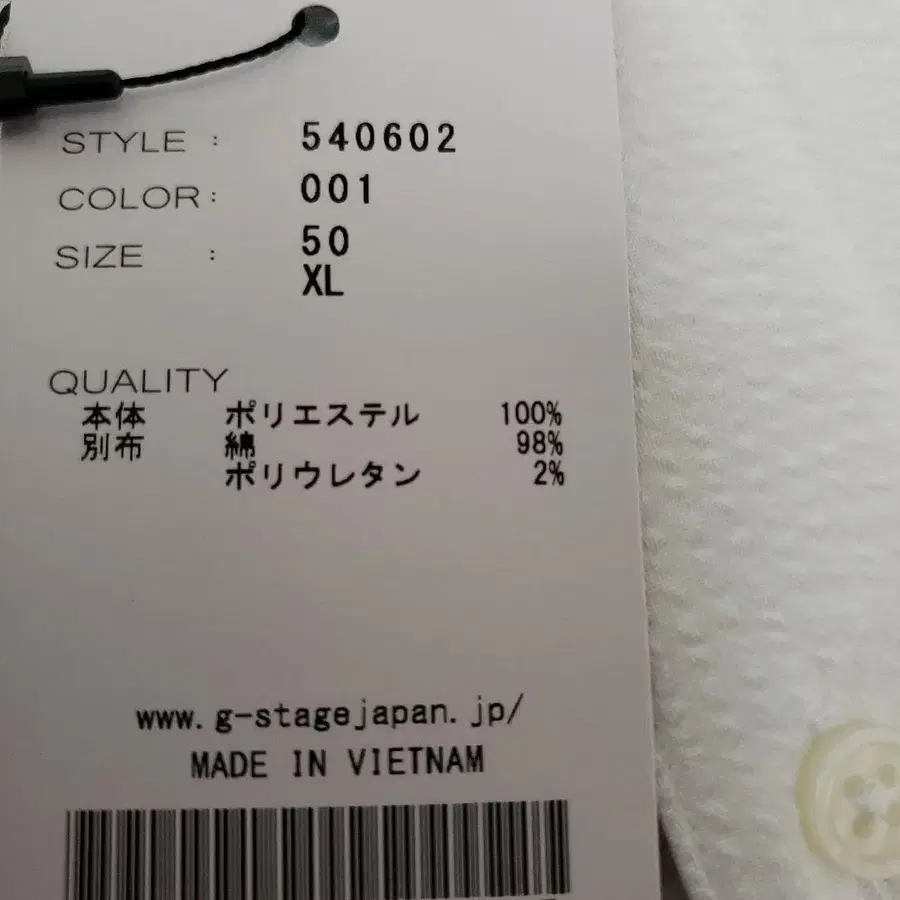 STYLE : 540602
COLOR : 001
SIZE : 50
XL
QUALITY
本体 ポリエステル 100%
別布 綿 98%
ポリウレタン 2%
www.g-stagejapan.jp/
MADE IN VIETNAM